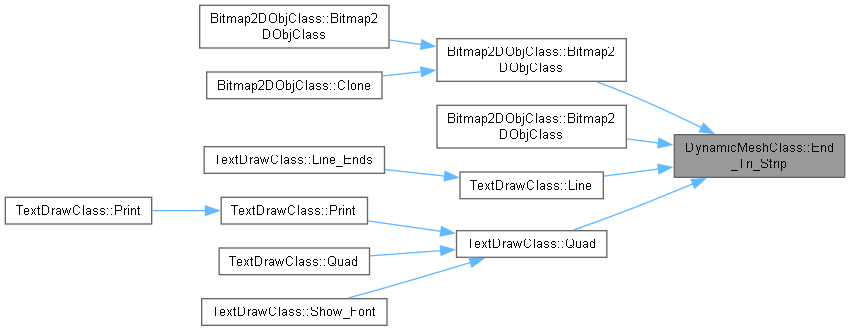 Bitmap2DObjClass::Bitmap2
DObjClass
Bitmap2DObjClass::Bitmap2
DObjClass
Bitmap2DObjClass::Clone
Bitmap2DObjClass::Bitmap2
DObjClass
DynamicMeshClass::End
_Tri_Strip
TextDrawClass::Line_Ends
TextDrawClass::Line
TextDrawClass::Print
TextDrawClass::Print
TextDrawClass::Quad
TextDrawClass::Quad
TextDrawClass::Show_Font